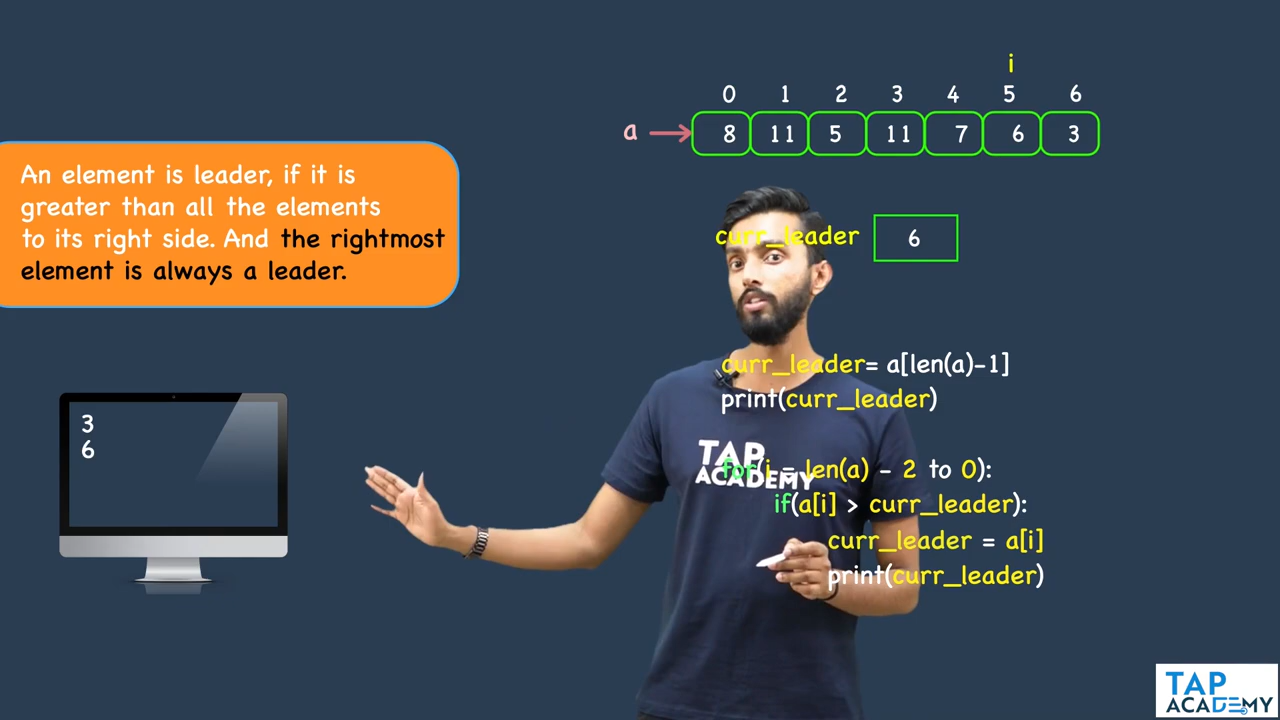 i
0 1 2 3 4 5 6
a 8 11 5 11 7 6 3
An element is leader, if it is
greater than all the elements
to its right side. And the rightmost
element is always a leader.
curr_leader 6
curr_leader= a[len(a)-1]
print(curr_leader)
3
6
TAP
ACADEMY
for(i = len(a) - 2 to 0):
if(a[i] > curr_leader):
curr_leader = a[i]
print(curr_leader)
TAP
ACADEMY